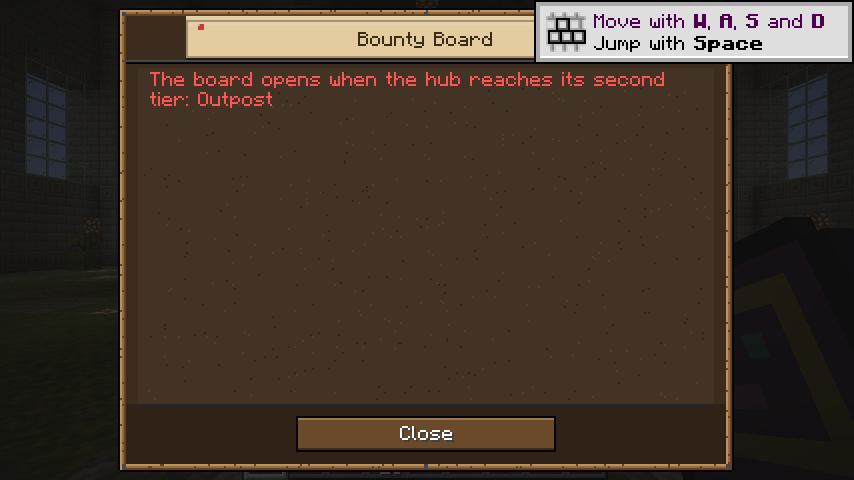 Bounty Board
Move with W, A, S and D
Jump with Space
The board opens when the hub reaches its second
tier: Outpost
Close